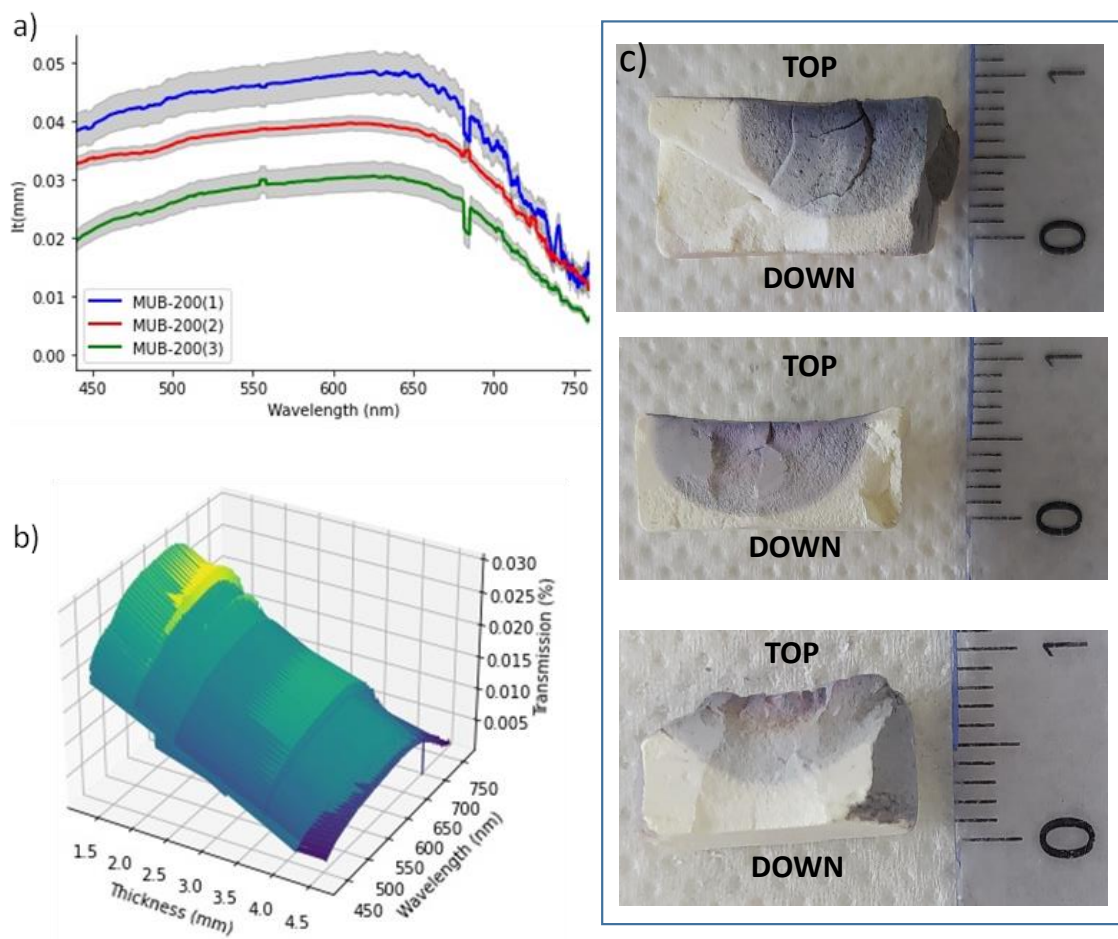 a)
0.05
0.04
0.03
0.02
0.01
0.00
It(mm)
MUB-200(1)
MUB-200(2)
MUB-200(3)
450 500 550 600 650 700 750
Wavelength (nm)
b)
0.030
0.025
0.020
0.015
0.010
0.005
Transmission (%)
1.5 2.0 2.5 3.0 3.5 4.0 4.5
Thickness (mm)
450 500 550 600 650 700 750
Wavelength (nm)
c)
TOP
DOWN
1
0
TOP
DOWN
1
0
TOP
DOWN
1
0